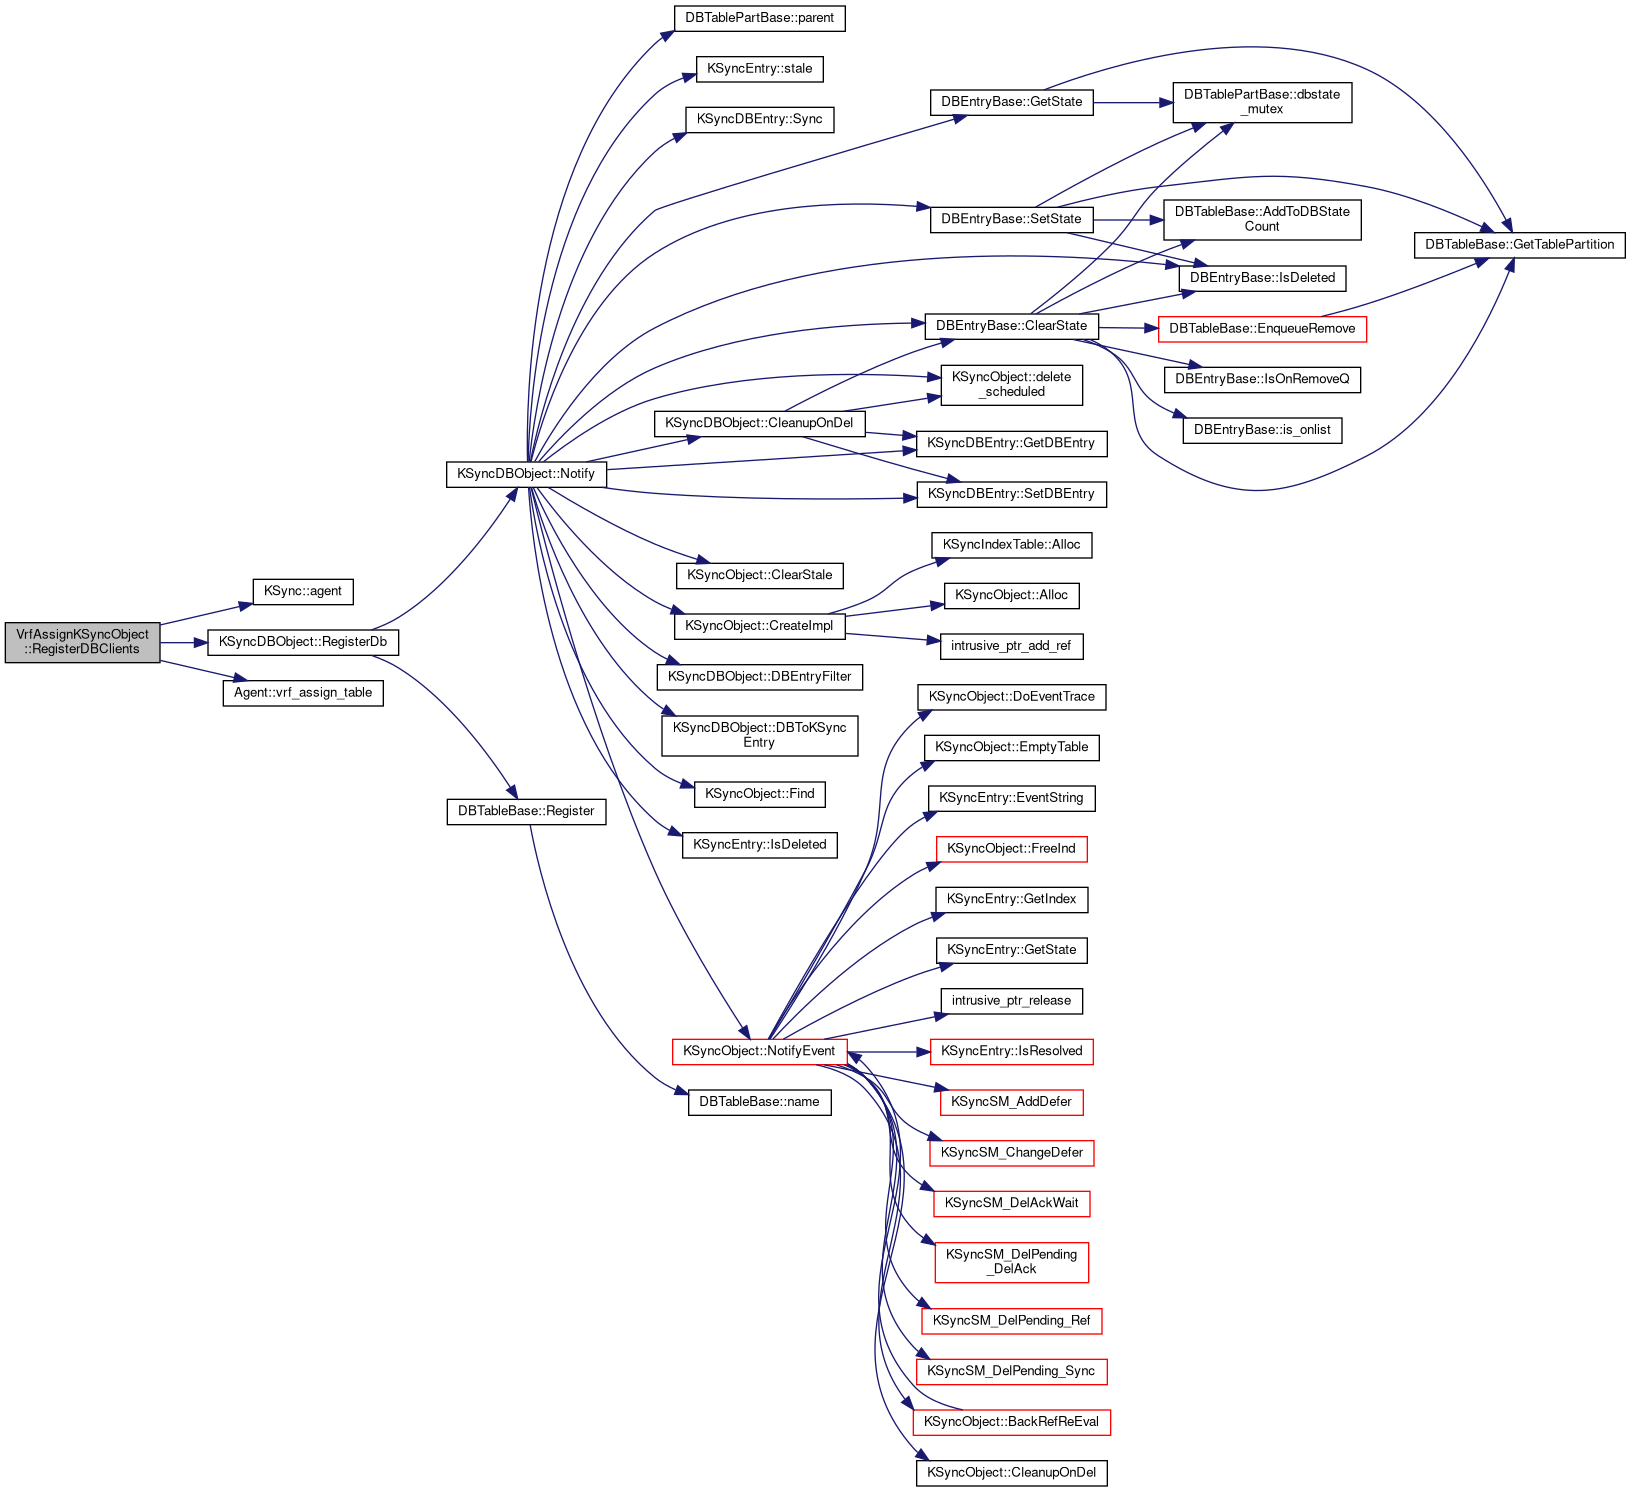 VrfAssignKSyncObject
::RegisterDBClients
KSync::agent
KSyncDBObject::RegisterDb
Agent::vrf_assign_table
KSyncDBObject::Notify
DBTableBase::Register
DBTablePartBase::parent
KSyncEntry::stale
KSyncDBEntry::Sync
KSyncDBObject::CleanupOnDel
KSyncObject::ClearStale
KSyncObject::CreateImpl
KSyncDBObject::DBEntryFilter
KSyncDBObject::DBToKSync
Entry
KSyncObject::Find
KSyncEntry::IsDeleted
KSyncObject::NotifyEvent
DBTableBase::name
DBEntryBase::GetState
DBEntryBase::SetState
DBEntryBase::ClearState
KSyncObject::delete
_scheduled
KSyncDBEntry::GetDBEntry
KSyncDBEntry::SetDBEntry
KSyncIndexTable::Alloc
KSyncObject::Alloc
intrusive_ptr_add_ref
KSyncObject::DoEventTrace
KSyncObject::EmptyTable
KSyncEntry::EventString
KSyncObject::FreeInd
KSyncEntry::GetIndex
KSyncEntry::GetState
intrusive_ptr_release
KSyncEntry::IsResolved
KSyncSM_AddDefer
KSyncSM_ChangeDefer
KSyncSM_DelAckWait
KSyncSM_DelPending
_DelAck
KSyncSM_DelPending_Ref
KSyncSM_DelPending_Sync
KSyncObject::BackRefReEval
KSyncObject::CleanupOnDel
DBTablePartBase::dbstate
_mutex
DBTableBase::AddToDBState
Count
DBEntryBase::IsDeleted
DBTableBase::EnqueueRemove
DBEntryBase::IsOnRemoveQ
DBEntryBase::is_onlist
DBTableBase::GetTablePartition